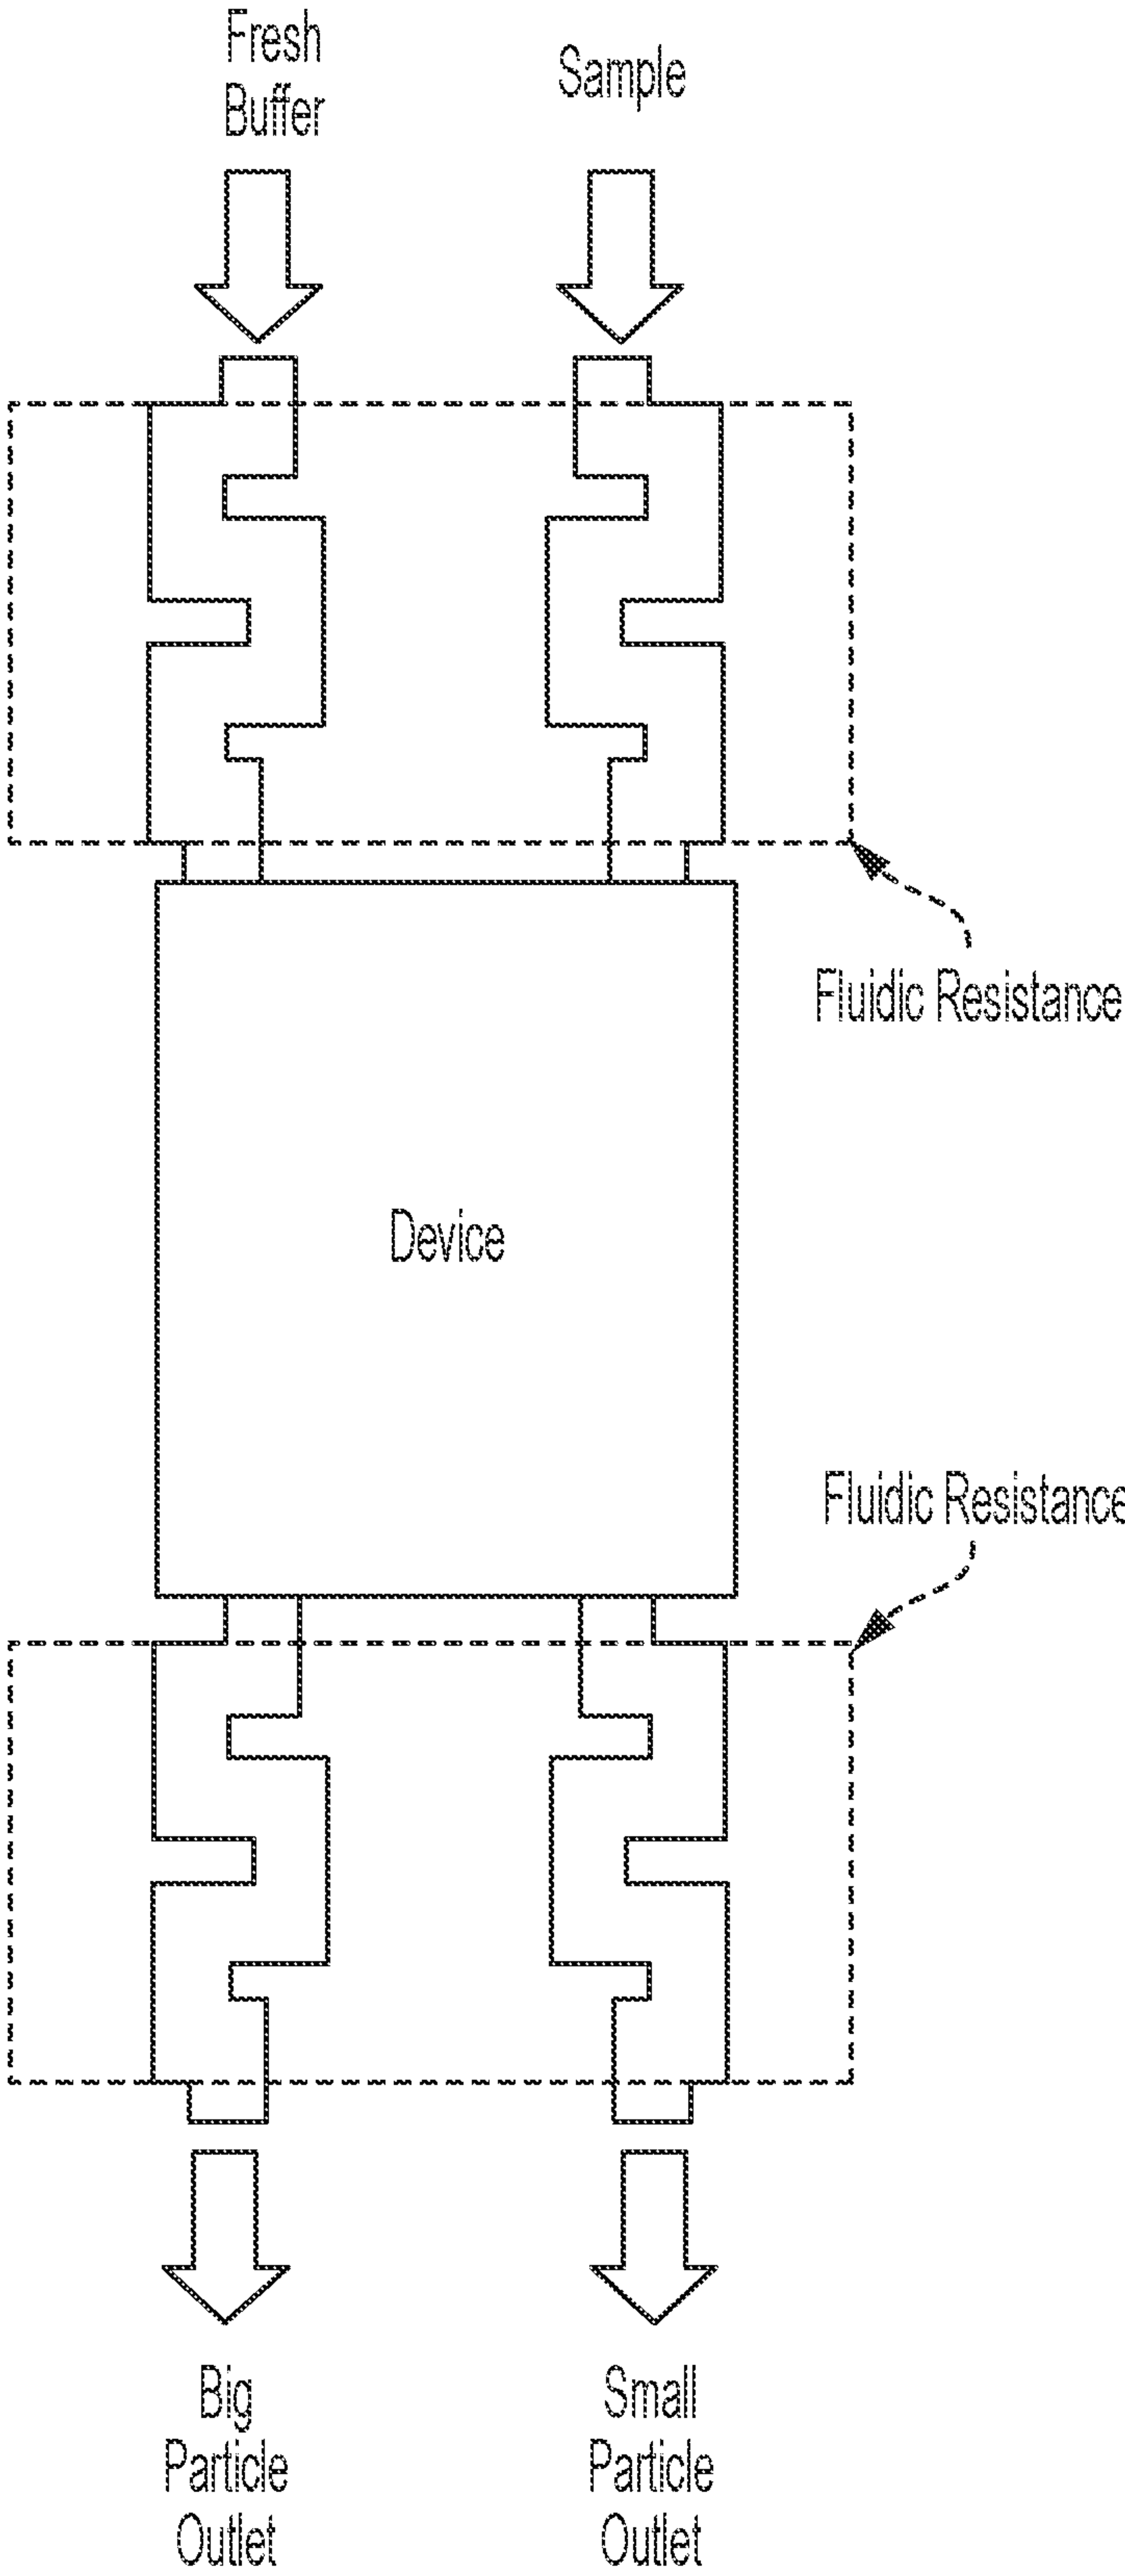 Fresh
Buffer
Sample
Fluidic Resistance
Device
Fluidic Resistance
Big
Particle
Outlet
Small
Particle
Outlet